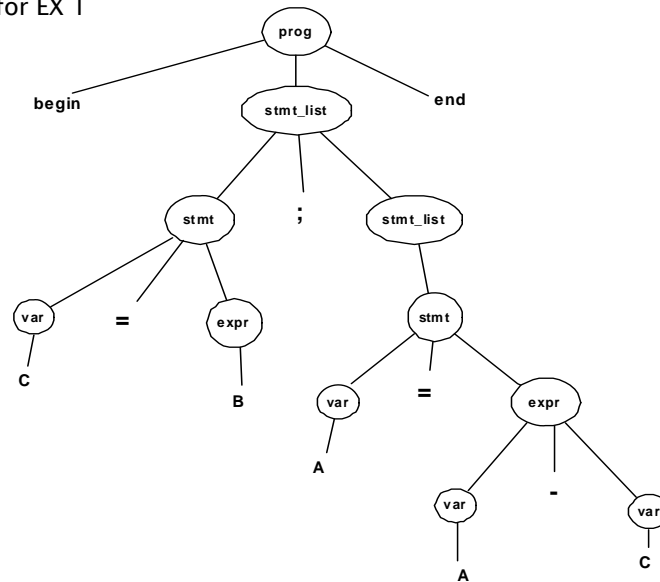 for EX 1
prog
begin
end
stmt_list
stmt
;
stmt_list
var
=
expr
stmt
C
B
var
=
expr
A
var
-
var
A
C